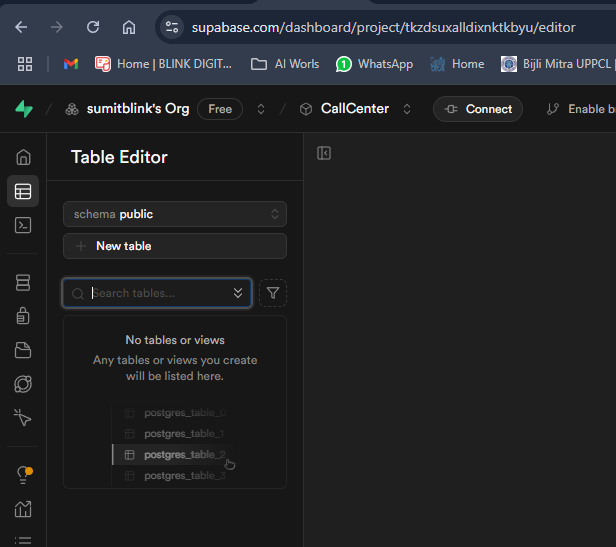 supabase.com/dashboard/project/tkzdsuxalldixnktkbyu/editor
Home | BLINK DIGIT... AI Worls WhatsApp Home Bijli Mitra UPPCL |
/ sumitblink's Org Free / CallCenter Connect Enable b
Table Editor
schema public
+ New table
Search tables...
No tables or views
Any tables or views you create
will be listed here.
postgres_table_0
postgres_table_1
postgres_table_2
postgres_table_3